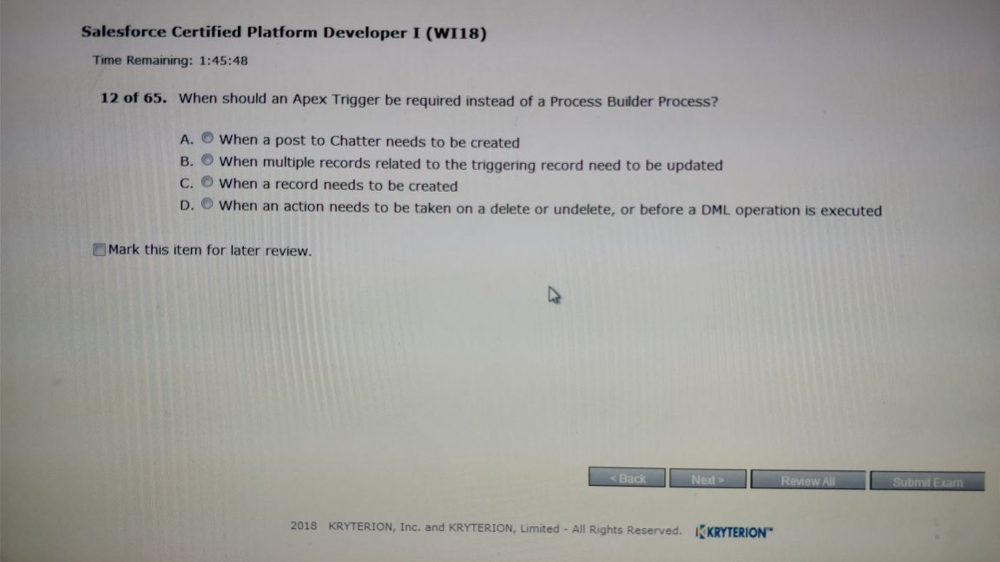 Salesforce Certified Platform Developer I (WI18)
Time Remaining: 1:45:48
12 of 65. When should an Apex Trigger be required instead of a Process Builder Process?
A. When a post to Chatter needs to be created
B. When multiple records related to the triggering record need to be updated
C. When a record needs to be created
D. When an action needs to be taken on a delete or undelete, or before a DML operation is executed
Mark this item for later review.
< Back Next > Review All Submit Exam
2018 KRYTERION, Inc. and KRYTERION, Limited - All Rights Reserved. KRYTERION™